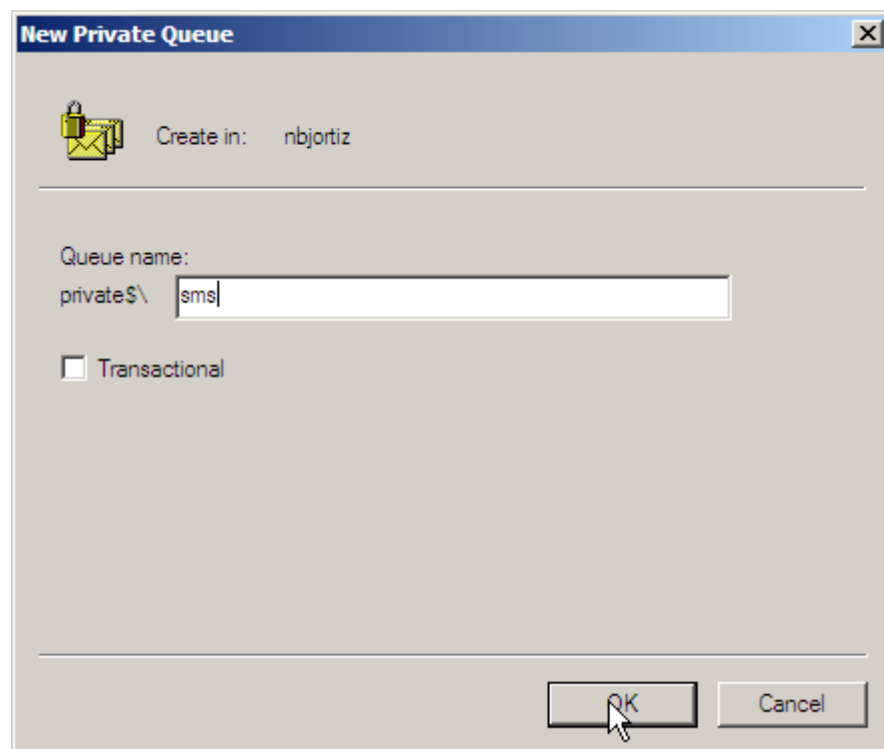 New Private Queue
Create in: nbjortiz
Queue name:
private$\ sms
Transactional
OK Cancel